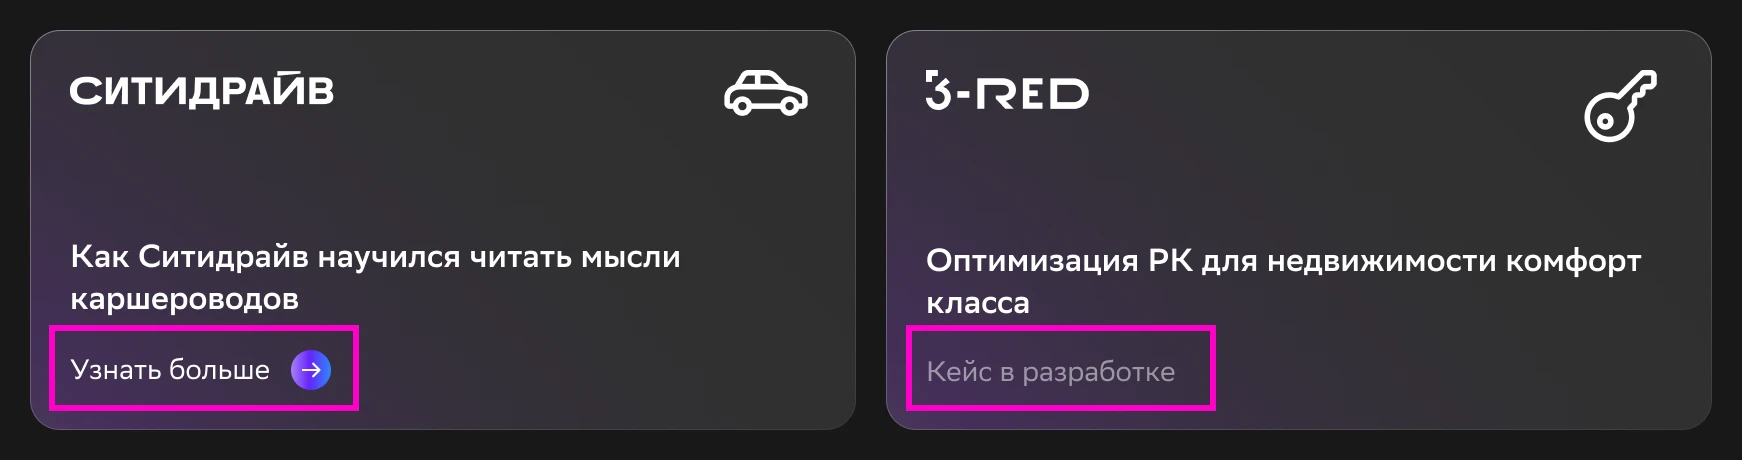 СИТИДРАЙВ
Как Ситидрайв научился читать мысли
каршероводов
Узнать больше
3-RED
Оптимизация РК для недвижимости комфорт
класса
Кейс в разработке